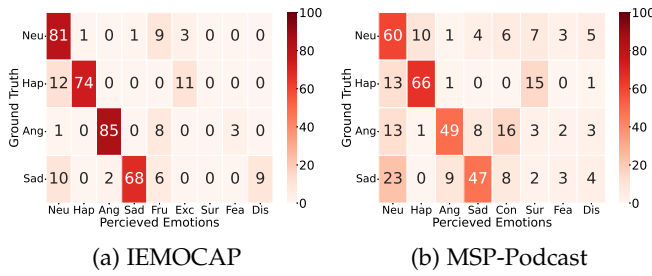 Neu 81 1 0 1 9 3 0 0 0
Hap 12 74 0 0 1 11 0 0 0
Ang 1 0 85 0 8 0 0 3 0
Sad 10 0 2 68 6 0 0 0 9
Neu Hap Ang Sad Fru Exc Sur Fea Dis
Percieved Emotions
Ground Truth
100
80
60
40
20
0
(a) IEMOCAP
Neu 60 10 1 4 6 7 3 5
Hap 13 66 1 0 0 15 0 1
Ang 13 1 49 8 16 3 2 3
Sad 23 0 9 47 8 2 3 4
Neu Hap Ang Sad Con Sur Fea Dis
Percieved Emotions
Ground Truth
100
80
60
40
20
0
(b) MSP-Podcast